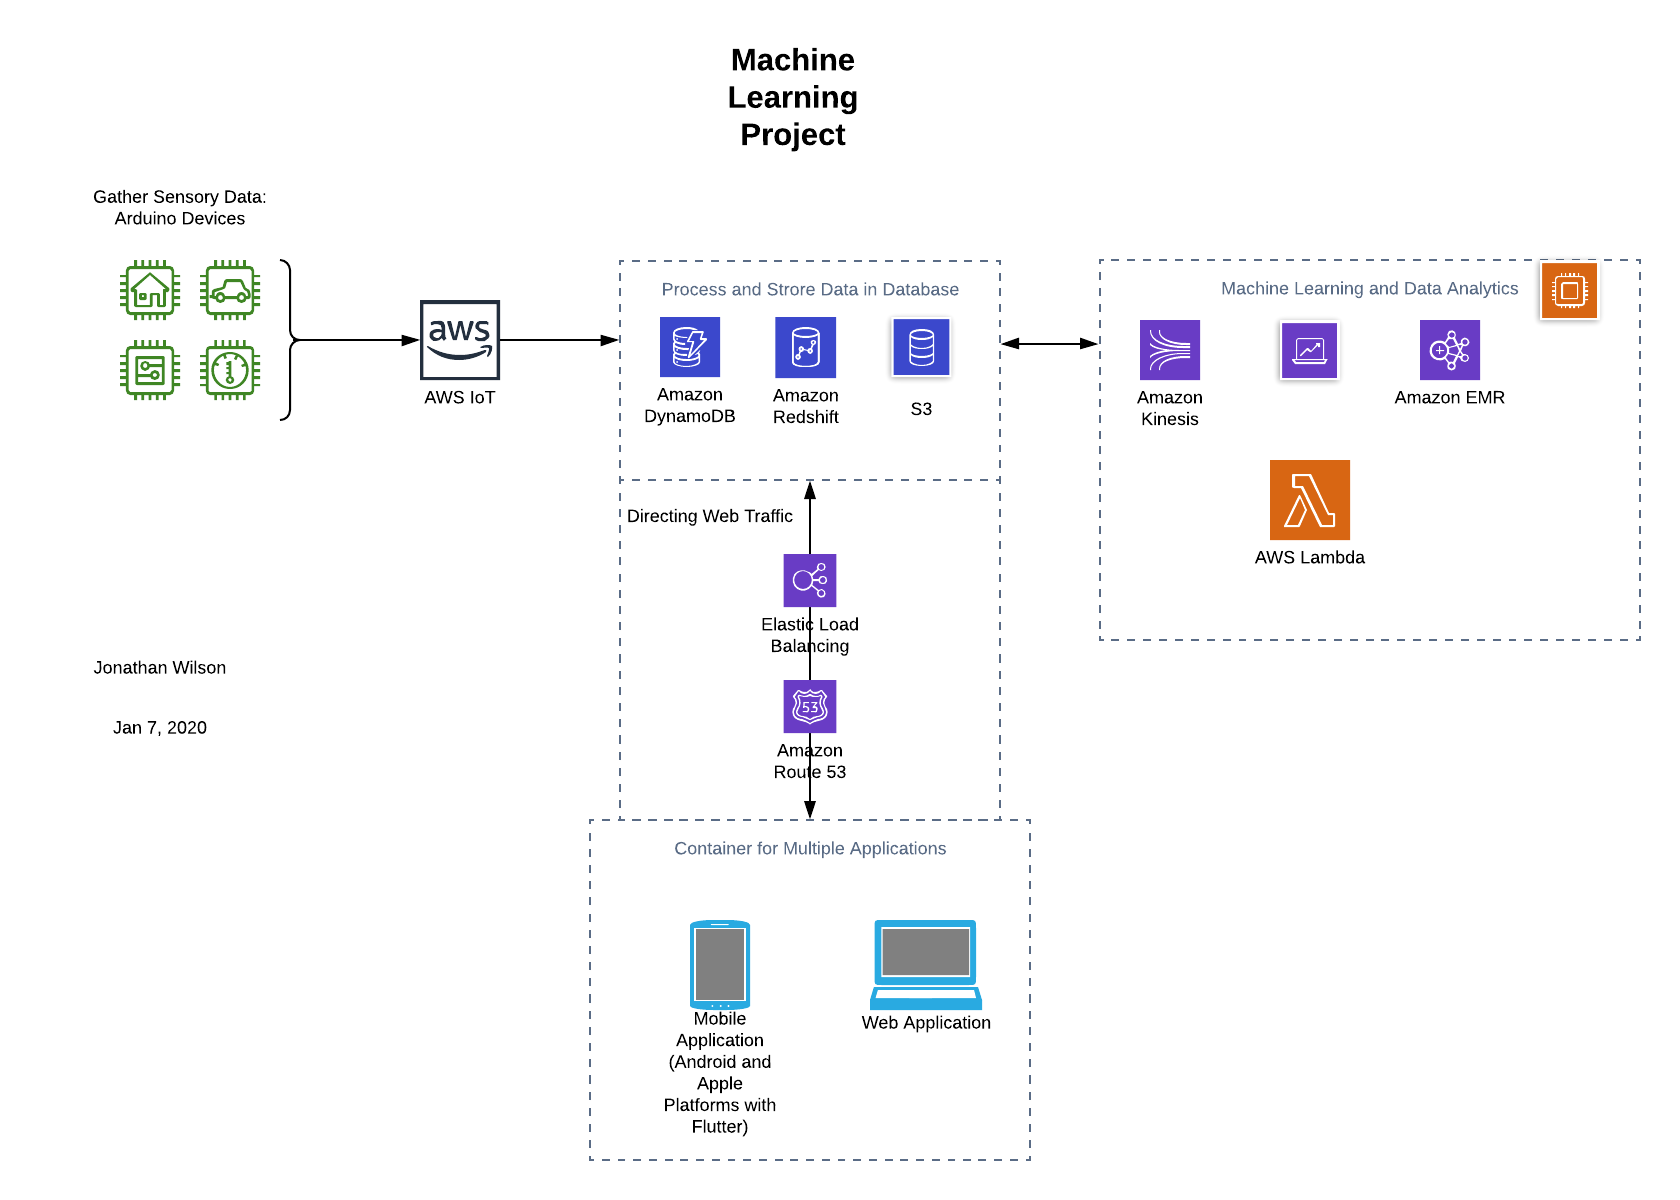 Machine
Learning
Project
Gather Sensory Data:
Arduino Devices
aws
AWS IoT
Process and Strore Data in Database
Amazon
DynamoDB
Amazon
Redshift
S3
Machine Learning and Data Analytics
Amazon
Kinesis
Amazon EMR
AWS Lambda
Directing Web Traffic
Elastic Load
Balancing
53
Amazon
Route 53
Jonathan Wilson
Jan 7, 2020
Container for Multiple Applications
Mobile
Application
(Android and
Apple
Platforms with
Flutter)
Web Application